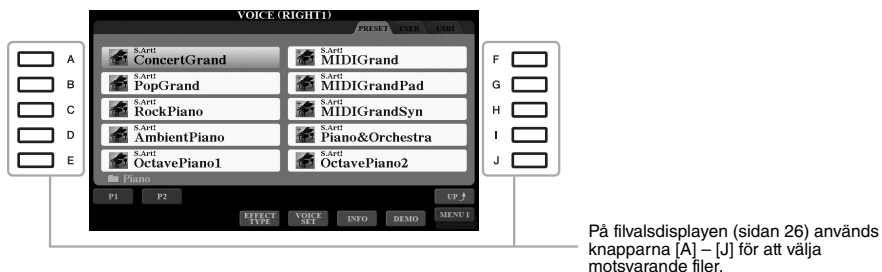 VOICE (RIGHT1)
PRESET USER USB1
A S.Art! ConcertGrand S.Art! MIDIGrand F
B S.Art! PopGrand S.Art! MIDIGrandPad G
C S.Art! RockPiano S.Art! MIDIGrandSyn H
D S.Art! AmbientPiano S.Art! Piano&Orchestra I
E S.Art! OctavePiano1 S.Art! OctavePiano2 J
Piano
P1 P2 UP
EFFECT TYPE VOICE SET INFO DEMO MENU 1
På filvalsdisplayen (sidan 26) används
knapparna [A] – [J] för att välja
motsvarande filer.